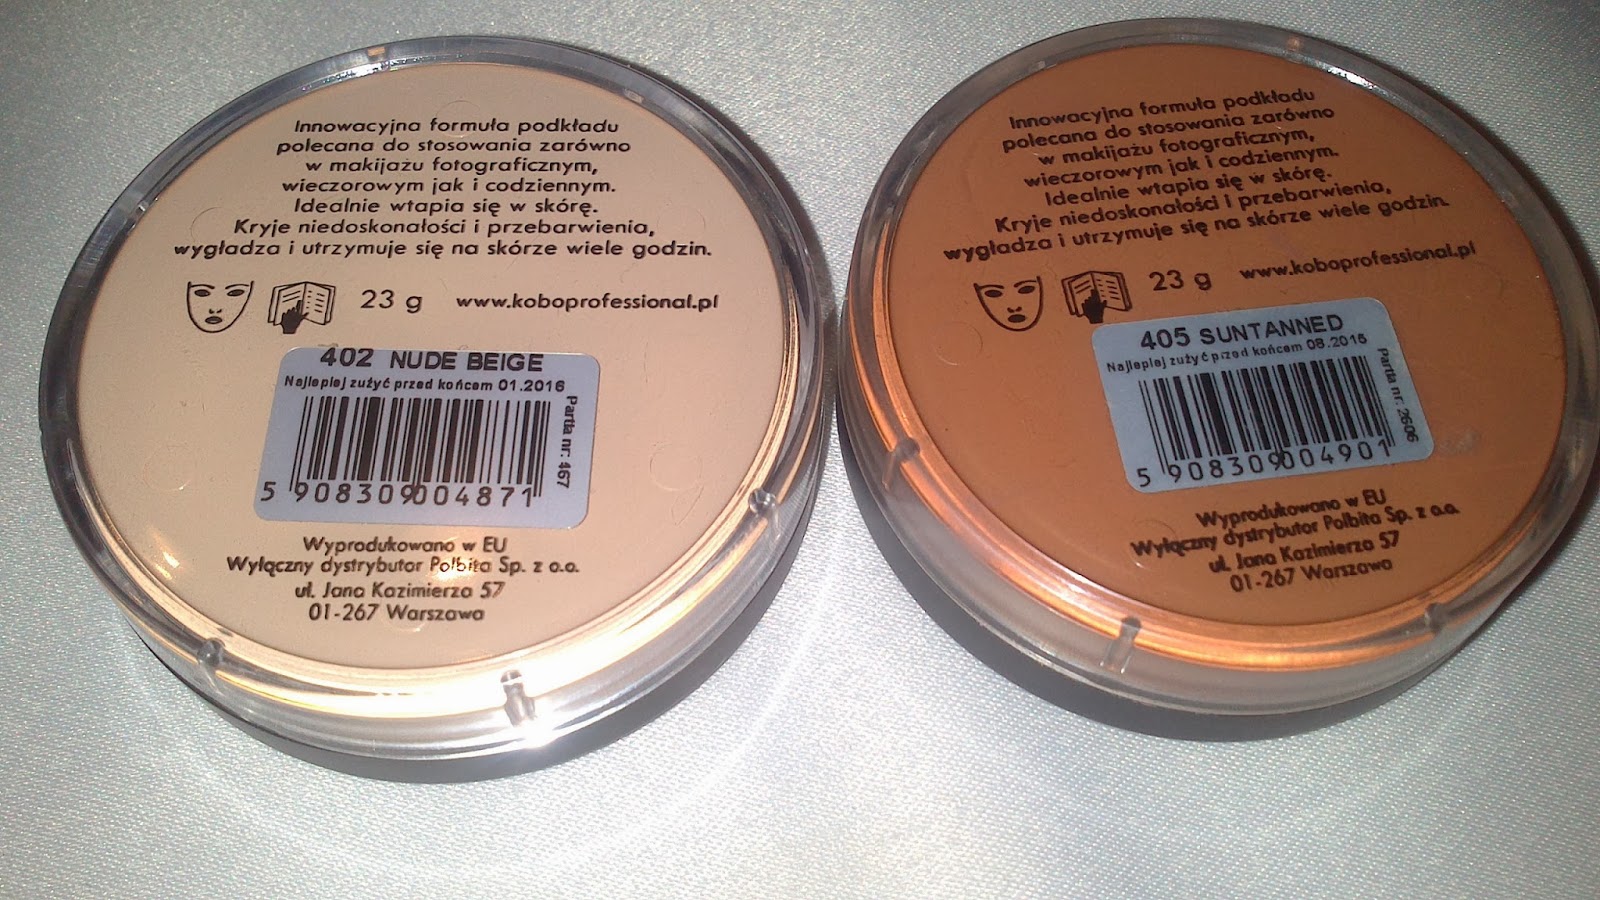 Innowacyjna formuła podkładu
polecana do stosowania zarówno
w makijażu fotograficznym,
wieczorowym jak i codziennym.
Idealnie wtapia się w skórę.
Kryje niedoskonałości i przebarwienia,
wygładza i utrzymuje się na skórze wiele godzin.
23 g www.koboprofessional.pl
402 NUDE BEIGE
Najlepiej zużyć przed końcem 01.2016
Partia nr: 467
5 908309 004871
Wyprodukowano w EU
Wyłączny dystrybutor Polbita Sp. z o.o.
ul. Jana Kazimierza 57
01-267 Warszawa
Innowacyjna formuła podkładu
polecana do stosowania zarówno
w makijażu fotograficznym,
wieczorowym jak i codziennym.
Idealnie wtapia się w skórę.
Kryje niedoskonałości i przebarwienia,
wygładza i utrzymuje się na skórze wiele godzin.
23 g www.koboprofessional.pl
405 SUNTANNED
Najlepiej zużyć przed końcem 08.2016
Partia nr: 2606
5 908309 004901
Wyprodukowano w EU
Wyłączny dystrybutor Polbita Sp. z o.o.
ul. Jana Kazimierza 57
01-267 Warszawa